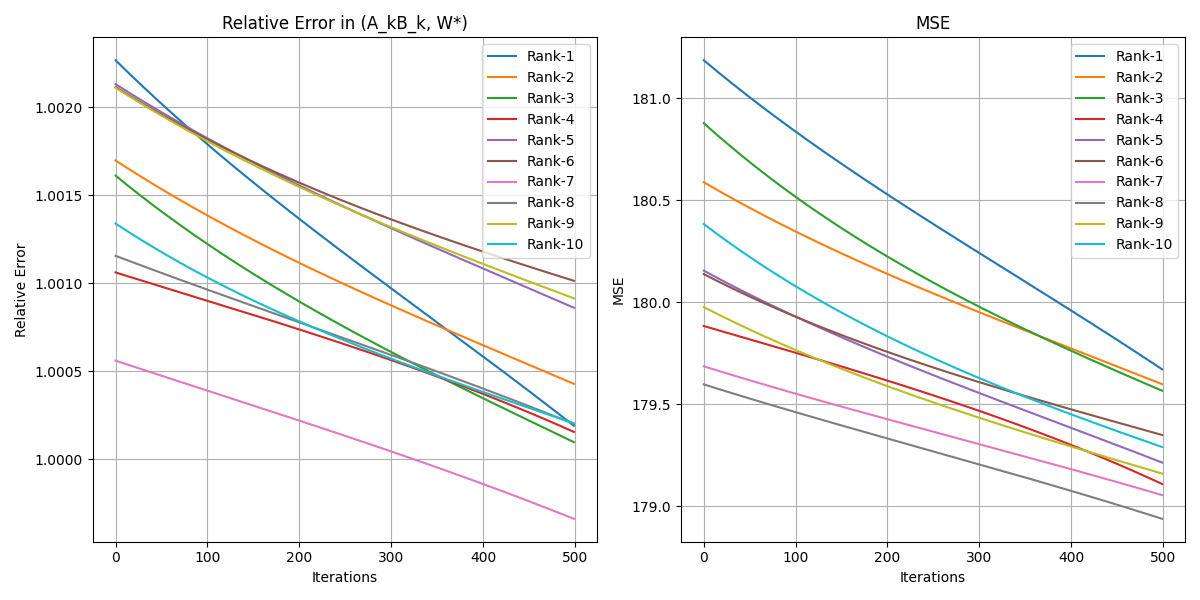 Relative Error in (A_kB_k, W*)
Relative Error
1.0020
1.0015
1.0010
1.0005
1.0000
0
100
200
300
400
500
Iterations
Rank-1
Rank-2
Rank-3
Rank-4
Rank-5
Rank-6
Rank-7
Rank-8
Rank-9
Rank-10
MSE
MSE
181.0
180.5
180.0
179.5
179.0
0
100
200
300
400
500
Iterations
Rank-1
Rank-2
Rank-3
Rank-4
Rank-5
Rank-6
Rank-7
Rank-8
Rank-9
Rank-10